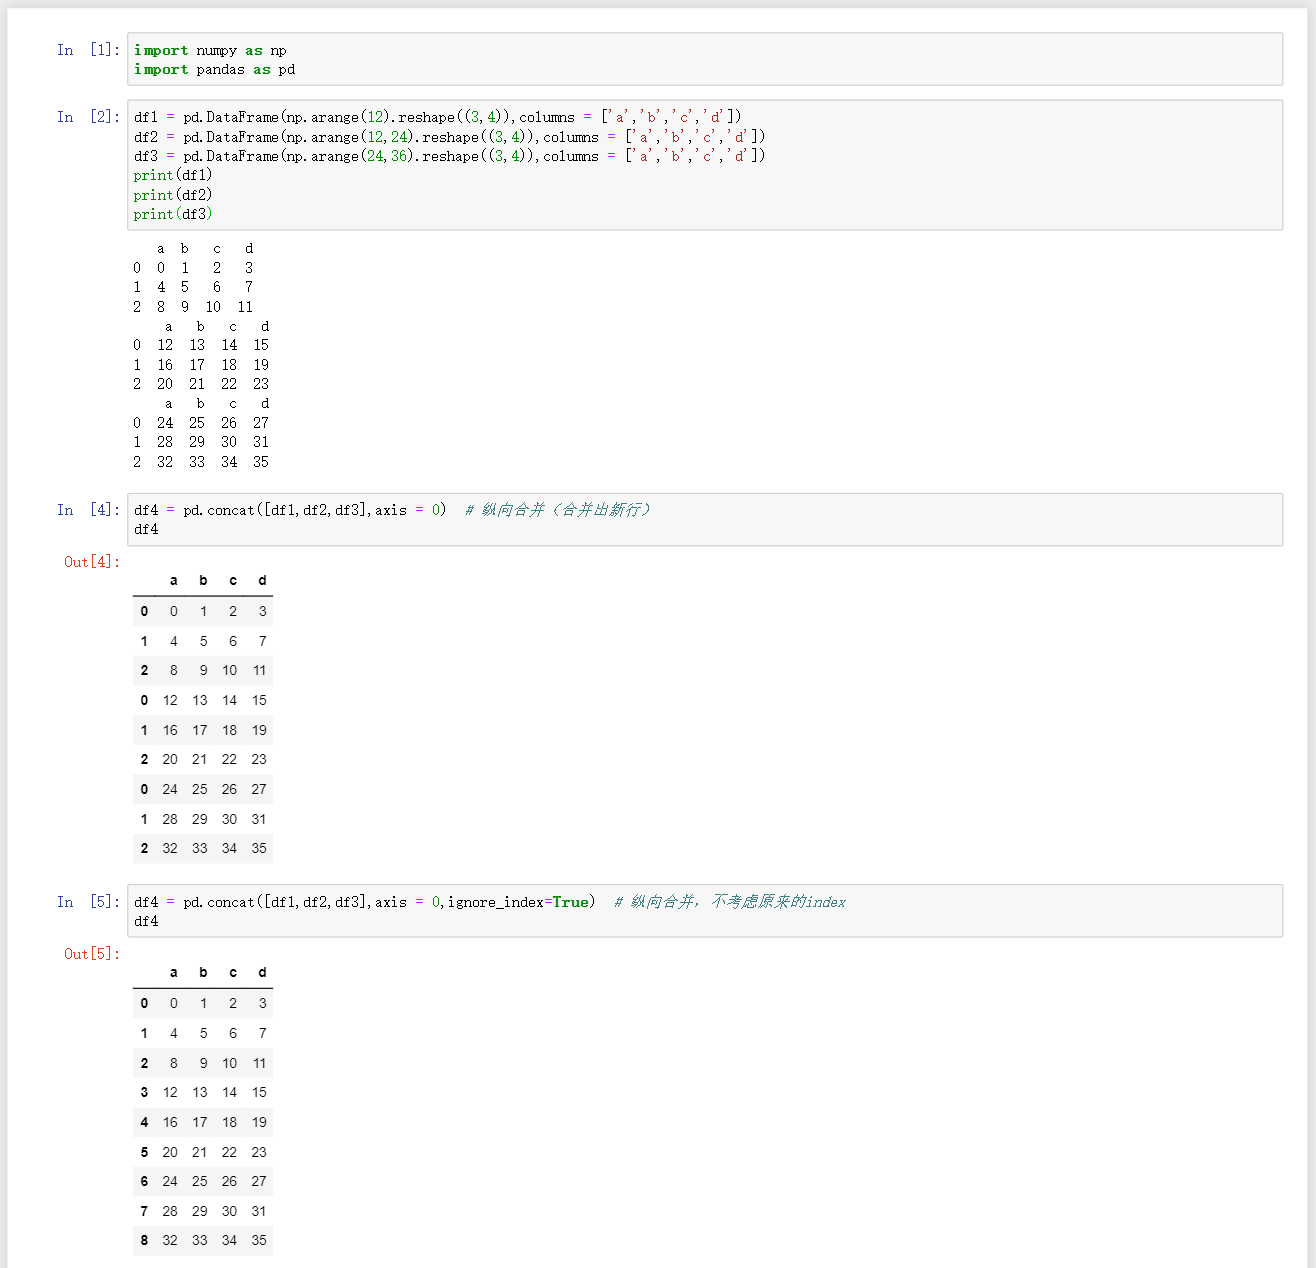 In [1]: import numpy as np
import pandas as pd
In [2]: df1 = pd.DataFrame(np.arange(12).reshape((3,4)),columns = ['a','b','c','d'])
df2 = pd.DataFrame(np.arange(12,24).reshape((3,4)),columns = ['a','b','c','d'])
df3 = pd.DataFrame(np.arange(24,36).reshape((3,4)),columns = ['a','b','c','d'])
print(df1)
print(df2)
print(df3)
a b c d
0 0 1 2 3
1 4 5 6 7
2 8 9 10 11
a b c d
0 12 13 14 15
1 16 17 18 19
2 20 21 22 23
a b c d
0 24 25 26 27
1 28 29 30 31
2 32 33 34 35
In [4]: df4 = pd.concat([df1,df2,df3],axis = 0)  # 纵向合并（合并出新行）
df4
Out[4]:
a b c d
0 0 1 2 3
1 4 5 6 7
2 8 9 10 11
0 12 13 14 15
1 16 17 18 19
2 20 21 22 23
0 24 25 26 27
1 28 29 30 31
2 32 33 34 35
In [5]: df4 = pd.concat([df1,df2,df3],axis = 0,ignore_index=True)  # 纵向合并，不考虑原来的index
df4
Out[5]:
a b c d
0 0 1 2 3
1 4 5 6 7
2 8 9 10 11
3 12 13 14 15
4 16 17 18 19
5 20 21 22 23
6 24 25 26 27
7 28 29 30 31
8 32 33 34 35